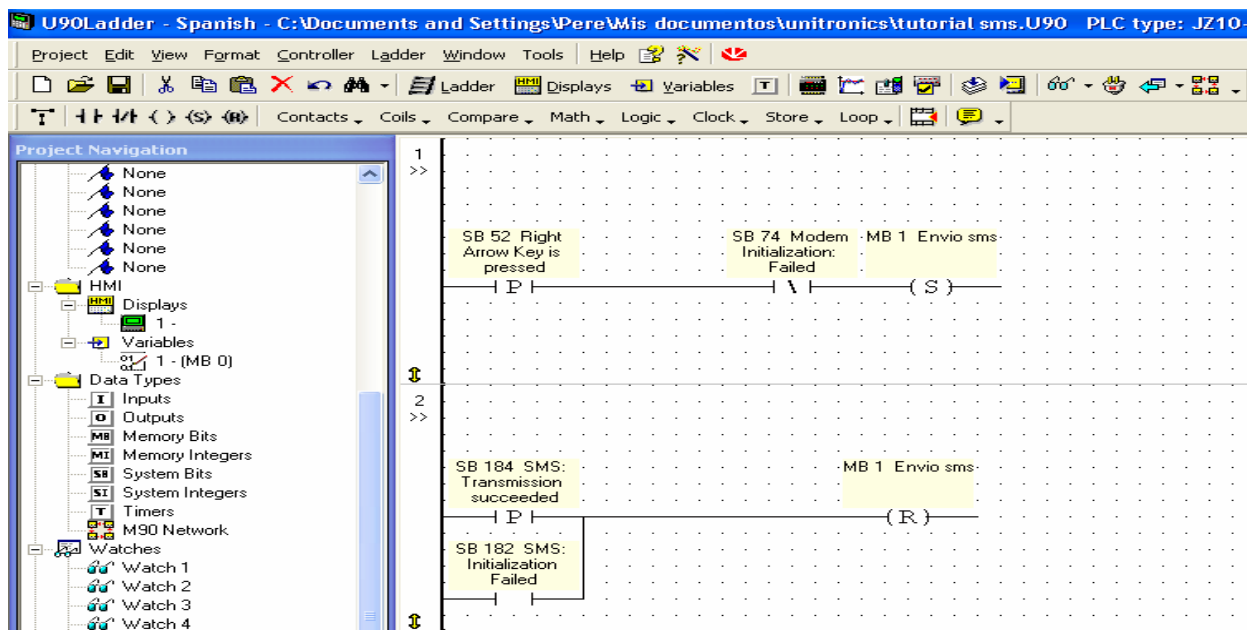 U90Ladder - Spanish - C:\Documents and Settings\Pere\Mis documentos\unitronics\tutorial sms.U90 PLC type: JZ10-
Project Edit View Format Controller Ladder Window Tools Help
Ladder Displays Variables
Contacts Coils Compare Math Logic Clock Store Loop
Project Navigation
None
None
None
None
None
None
HMI
Displays
1 -
Variables
1 - (MB 0)
Data Types
I Inputs
O Outputs
MB Memory Bits
MI Memory Integers
SB System Bits
SI System Integers
T Timers
M90 Network
Watches
Watch 1
Watch 2
Watch 3
Watch 4
1
>>
SB 52 Right
Arrow Key is
pressed
P
SB 74 Modem
Initialization:
Failed
MB 1 Envio sms
S
2
>>
SB 184 SMS:
Transmission
succeeded
P
MB 1 Envio sms
R
SB 182 SMS:
Initialization
Failed